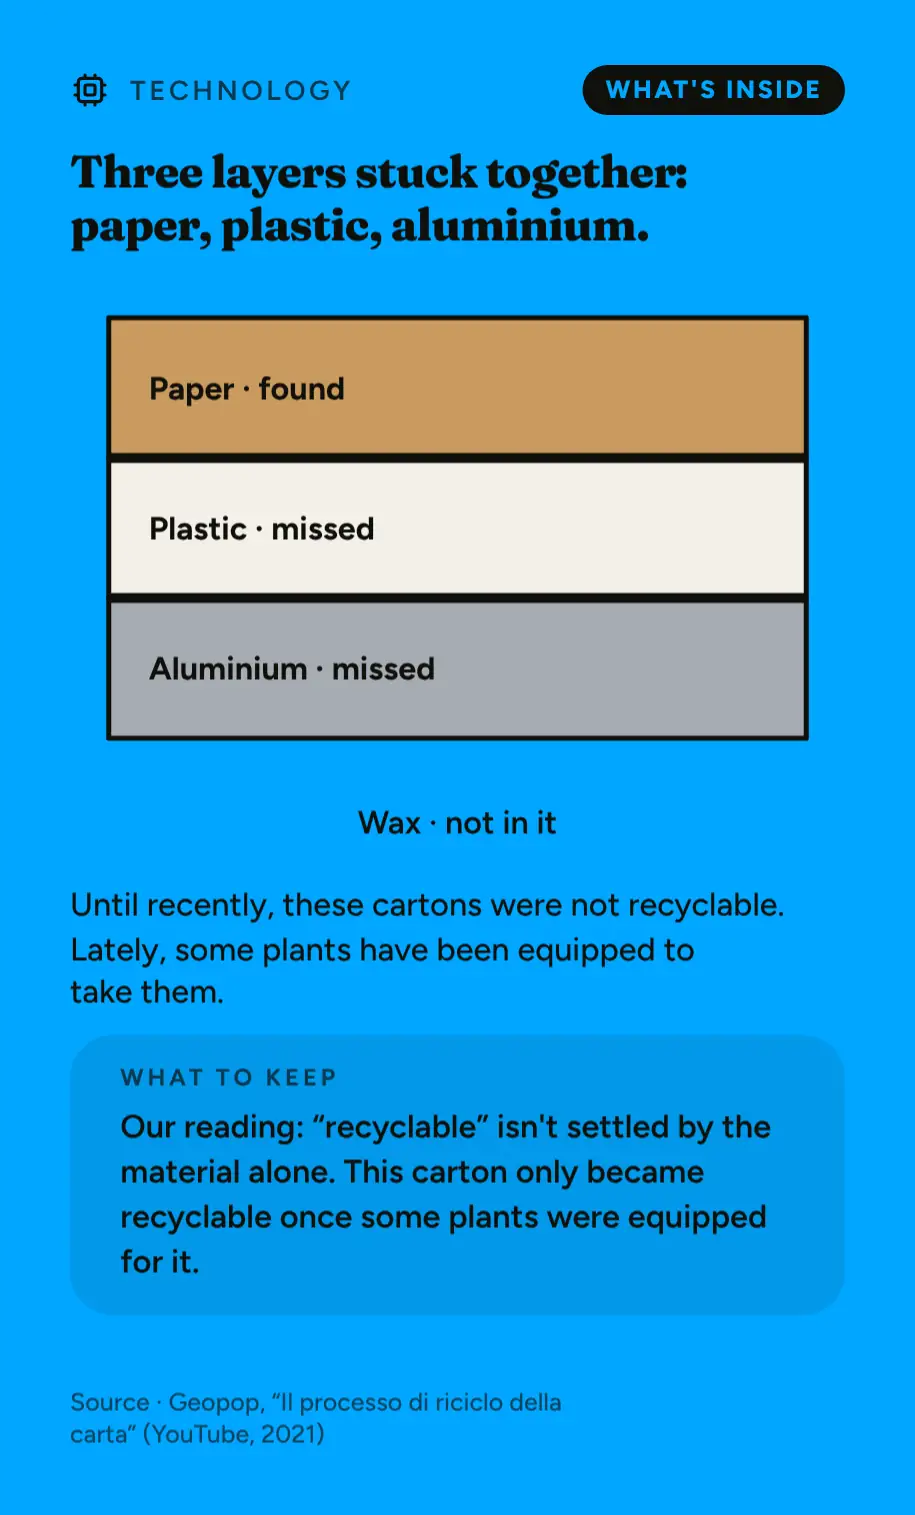 TECHNOLOGY
WHAT'S INSIDE
Three layers stuck together:
paper, plastic, aluminium.
Paper · found
Plastic · missed
Aluminium · missed
Wax · not in it
Until recently, these cartons were not recyclable.
Lately, some plants have been equipped to
take them.
WHAT TO KEEP
Our reading: “recyclable” isn't settled by the
material alone. This carton only became
recyclable once some plants were equipped
for it.
Source · Geopop, “Il processo di riciclo della
carta” (YouTube, 2021)